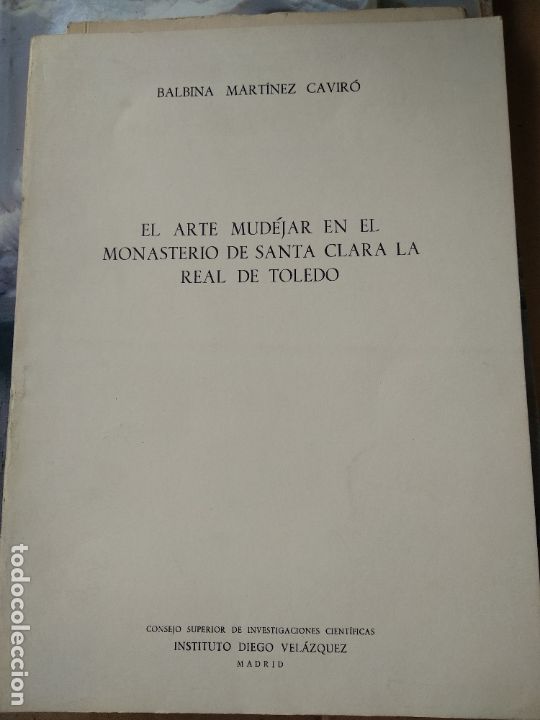 BALBINA MARTÍNEZ CAVIRÓ
EL ARTE MUDÉJAR EN EL
MONASTERIO DE SANTA CLARA LA
REAL DE TOLEDO
CONSEJO SUPERIOR DE INVESTIGACIONES CIENTÍFICAS
INSTITUTO DIEGO VELÁZQUEZ
MADRID
todocoleccion